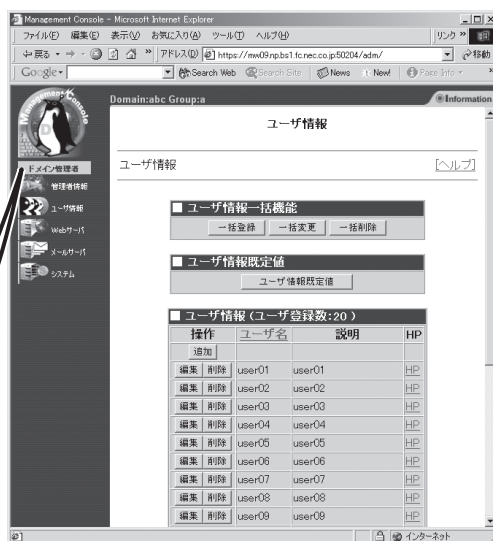 Management Console - Microsoft Internet Explorer
ファイル(F) 編集(E) 表示(V) お気に入り(A) ツール(T) ヘルプ(H) リンク »
戻る » アドレス(D) https://mw09.np.bs1.fc.nec.co.jp:50204/adm/ 移動
Google Search Web Search Site News New! Page Info »
Management Console
Domain:abc Group:a
Information
ユーザ情報
ユーザ情報 [ヘルプ]
ドメイン管理者
管理者情報
ユーザ情報
Webサーバ
メールサーバ
システム
■ ユーザ情報一括機能
一括登録 一括変更 一括削除
■ ユーザ情報既定値
ユーザ情報既定値
■ ユーザ情報(ユーザ登録数:20 )
操作 ユーザ名 説明 HP
追加
編集 削除 user01 user01 HP
編集 削除 user02 user02 HP
編集 削除 user03 user03 HP
編集 削除 user04 user04 HP
編集 削除 user05 user05 HP
編集 削除 user06 user06 HP
編集 削除 user07 user07 HP
編集 削除 user08 user08 HP
編集 削除 user09 user09 HP
インターネット